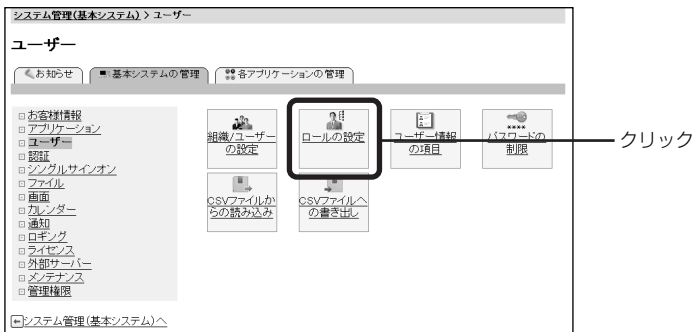 システム管理(基本システム) > ユーザー
ユーザー
お知らせ
基本システムの管理
各アプリケーションの管理
お客様情報
アプリケーション
ユーザー
認証
シングルサインオン
ファイル
画面
カレンダー
通知
ロギング
ライセンス
外部サーバー
メンテナンス
管理権限
組織/ユーザー
の設定
ロールの設定
ユーザー情報
の項目
パスワードの
制限
CSVファイルか
らの読み込み
CSVファイルへ
の書き出し
クリック
システム管理(基本システム)へ